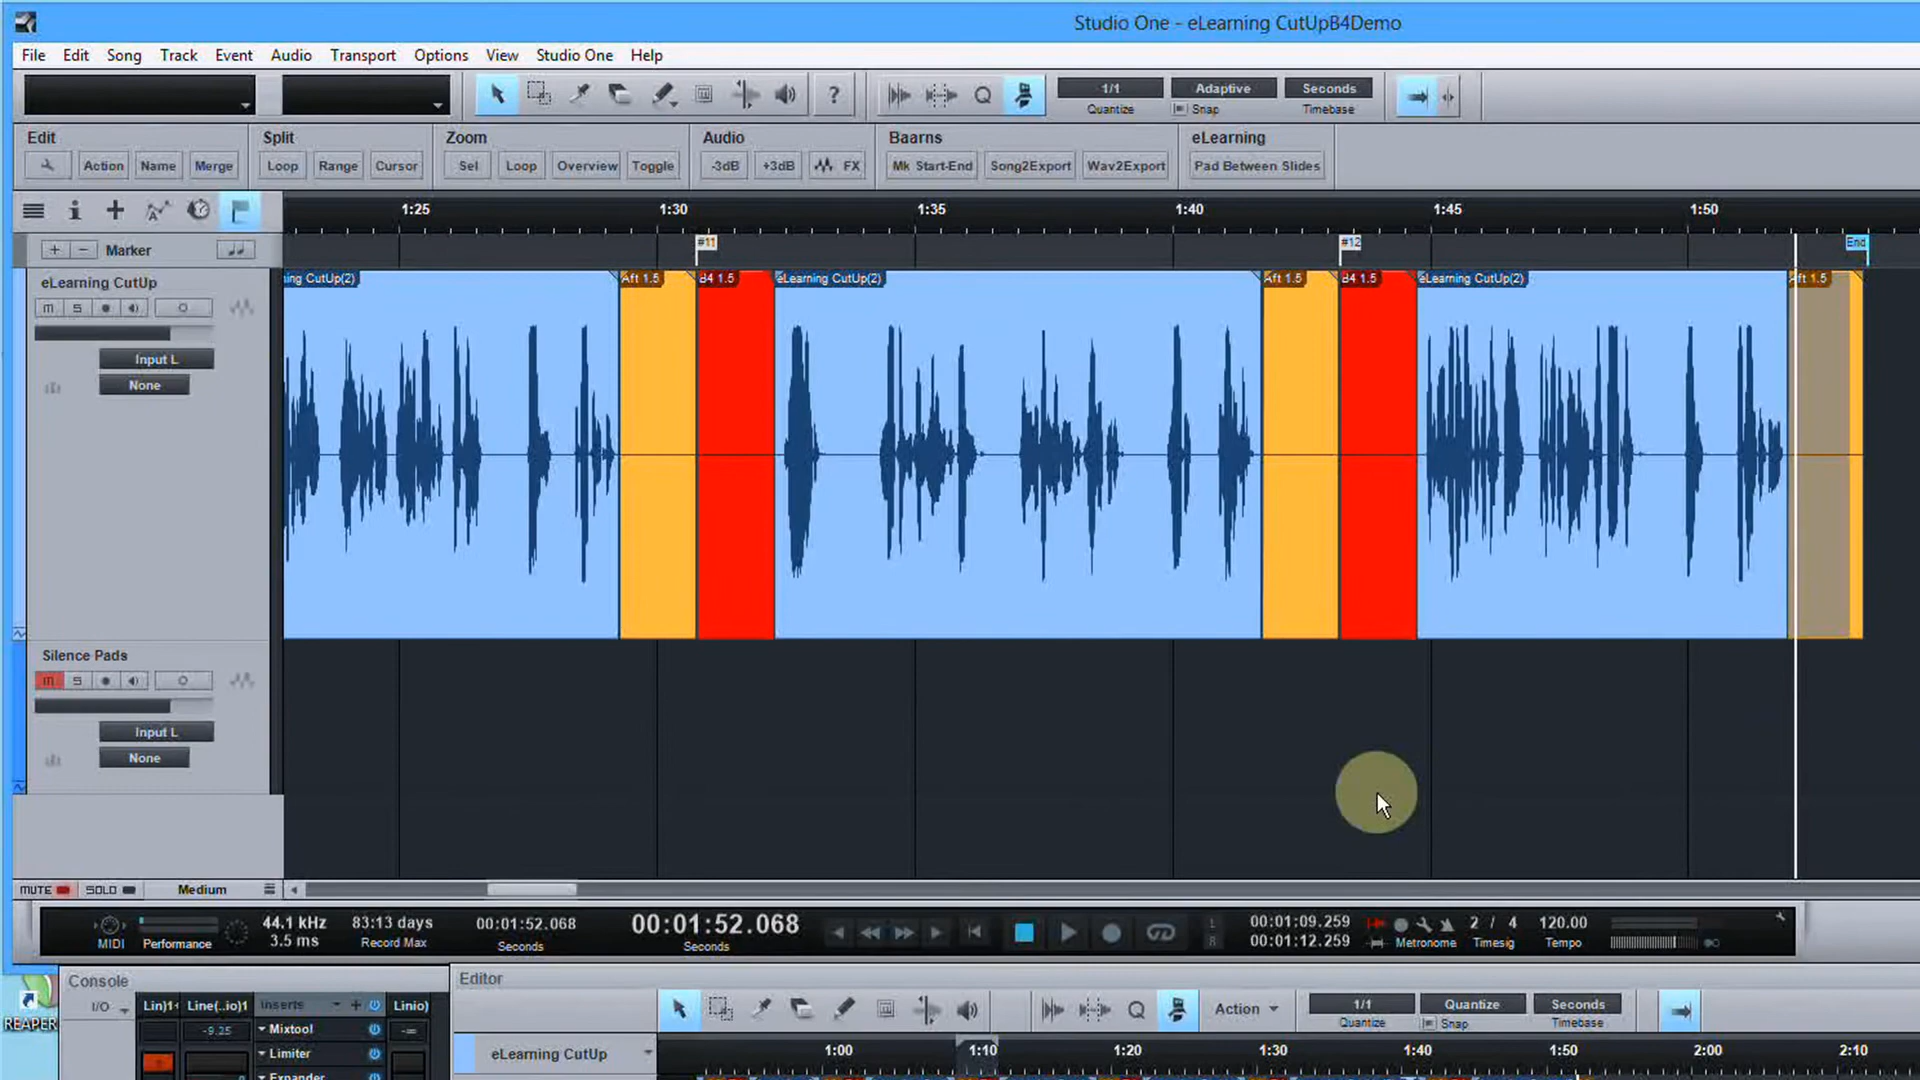 Studio One - eLearning CutUpB4Demo
File Edit Song Track Event Audio Transport Options View Studio One Help
1/1 Adaptive Seconds
Quantize Snap Timebase
Edit Split Zoom Audio Baarns eLearning
Action Name Merge Loop Range Cursor Sel Loop Overview Toggle -3dB +3dB FX Mk Start-End Song2Export Wav2Export Pad Between Slides
1:25 1:30 1:35 1:40 1:45 1:50
+ - Marker #11 #12 End
eLearning CutUp
ing CutUp(2) Aft 1.5 B4 1.5 eLearning CutUp(2) Aft 1.5 B4 1.5 eLearning CutUp(2) Aft 1.5
m S
Input L
None
Silence Pads
m S
Input L
None
MUTE SOLO Medium
MIDI Performance
44.1 kHz
3.5 ms
83:13 days
Record Max
00:01:52.068
Seconds
00:01:52.068
Seconds
L
R
00:01:09.259
00:01:12.259
Metronome
2 / 4
Timesig
120.00
Tempo
Console
I/O Lin)1 Line(..io)1 Inserts Linio)
-9.25 Mixtool -∞
Limiter
Expander
REAPER
Editor
Action 1/1 Quantize Seconds
Quantize Snap Timebase
eLearning CutUp 1:00 1:10 1:20 1:30 1:40 1:50 2:00 2:10